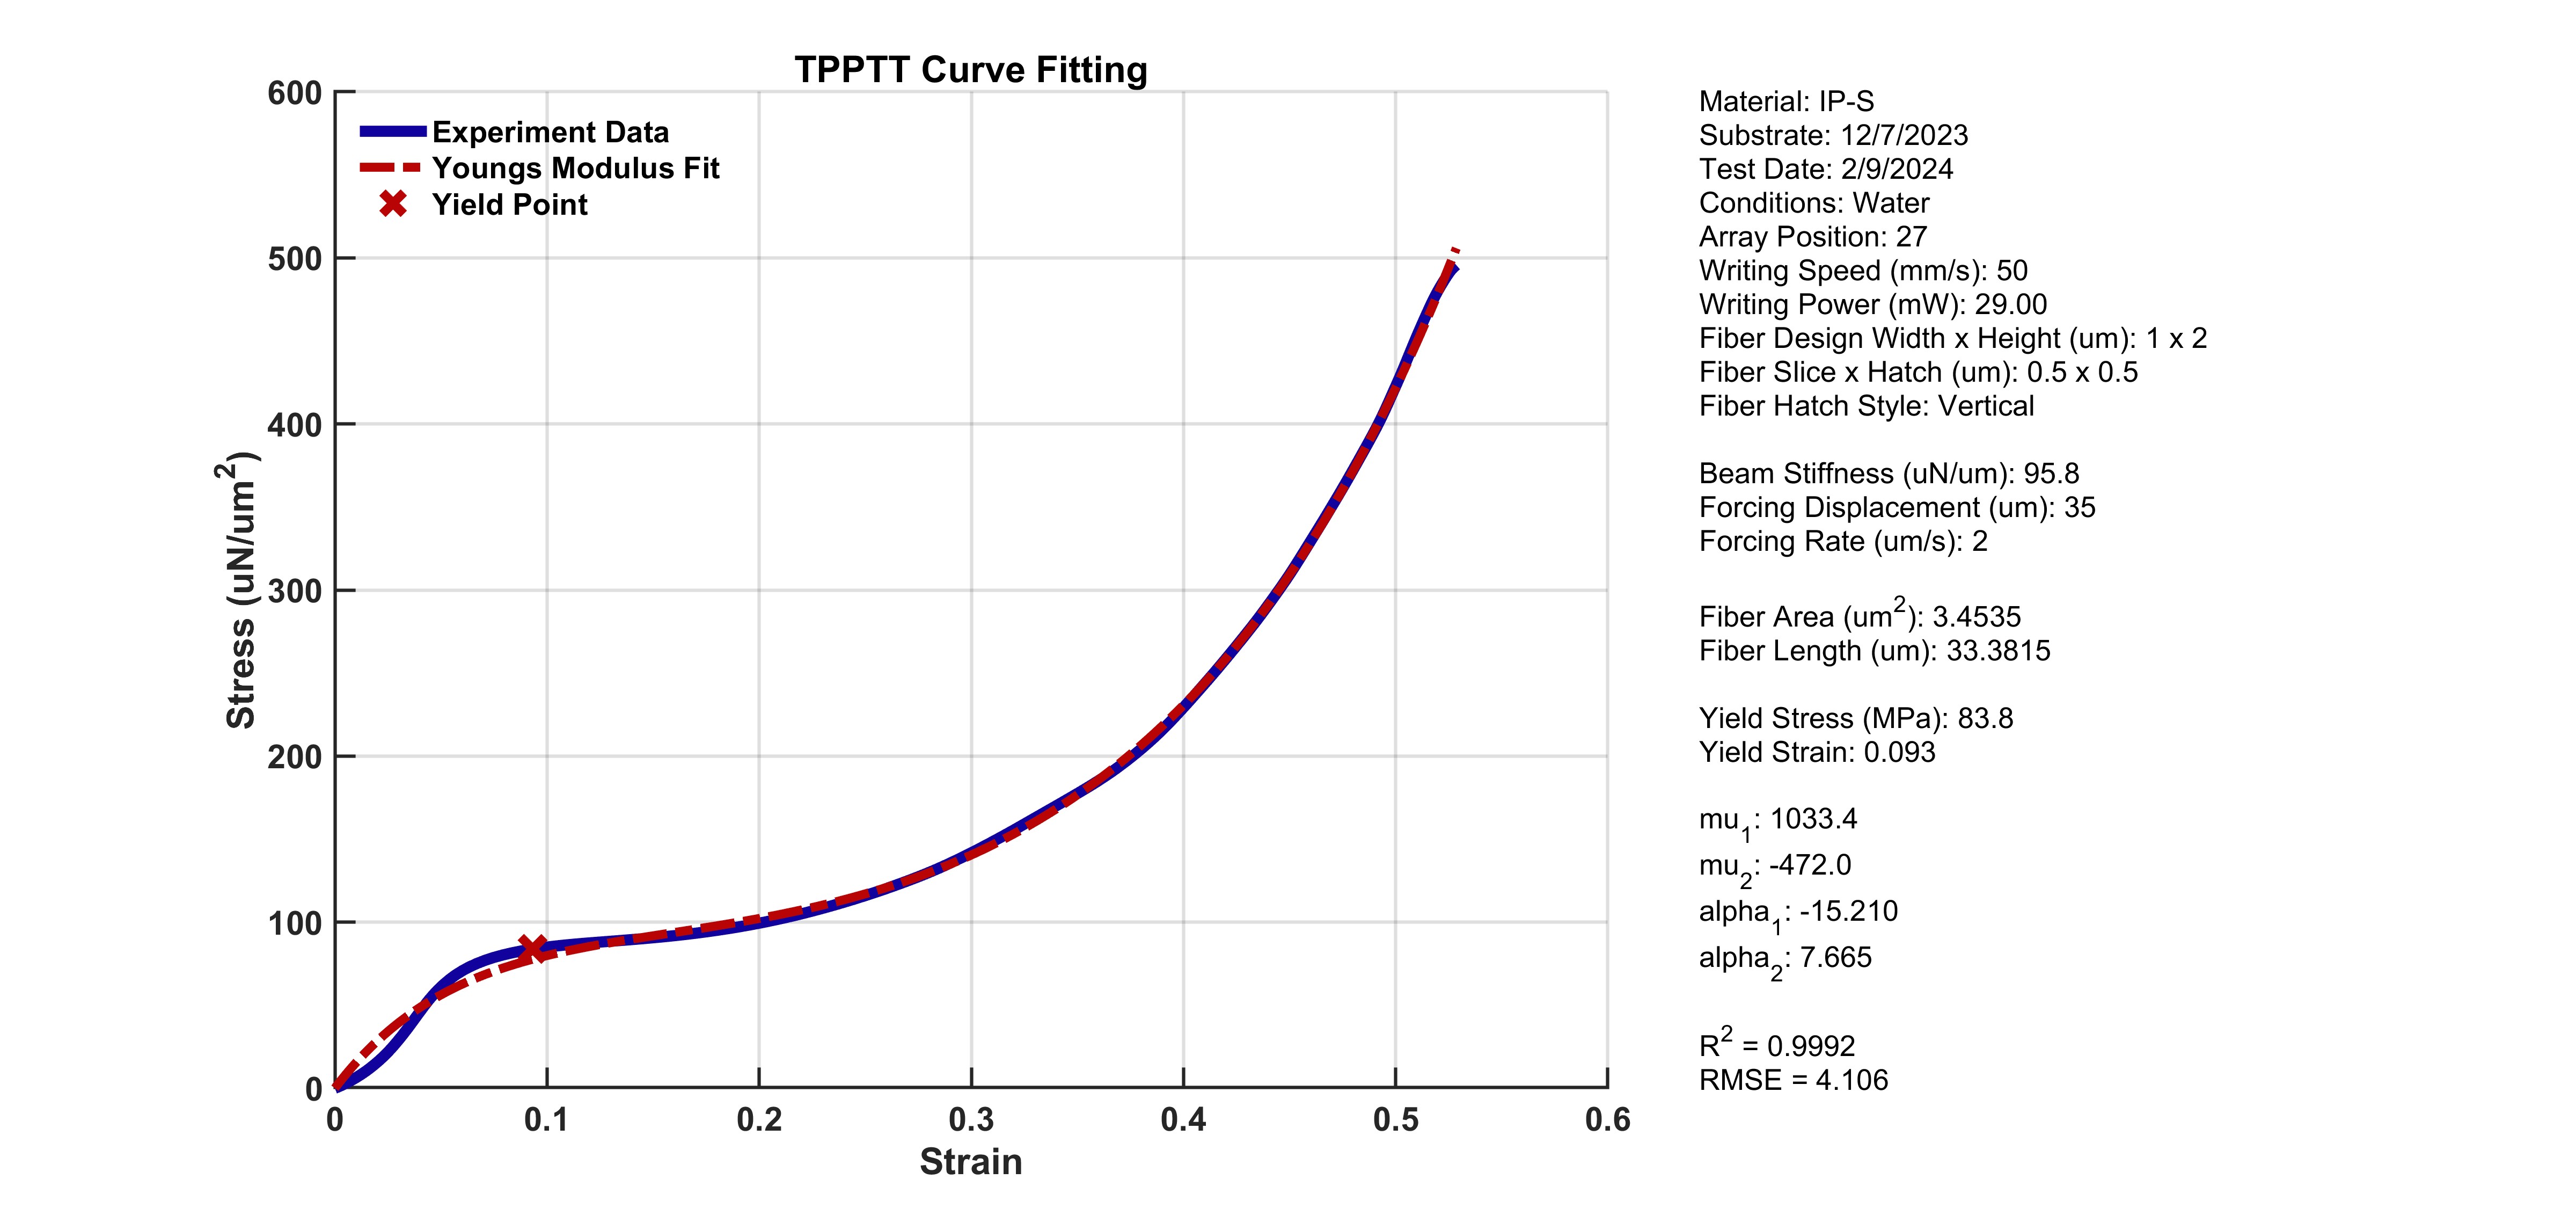 TPPTT Curve Fitting
600
500
400
300
200
100
0
Stress (uN/um²)
Experiment Data
Youngs Modulus Fit
Yield Point
0 0.1 0.2 0.3 0.4 0.5 0.6
Strain
Material: IP-S
Substrate: 12/7/2023
Test Date: 2/9/2024
Conditions: Water
Array Position: 27
Writing Speed (mm/s): 50
Writing Power (mW): 29.00
Fiber Design Width x Height (um): 1 x 2
Fiber Slice x Hatch (um): 0.5 x 0.5
Fiber Hatch Style: Vertical
Beam Stiffness (uN/um): 95.8
Forcing Displacement (um): 35
Forcing Rate (um/s): 2
Fiber Area (um²): 3.4535
Fiber Length (um): 33.3815
Yield Stress (MPa): 83.8
Yield Strain: 0.093
mu₁: 1033.4
mu₂: -472.0
alpha₁: -15.210
alpha₂: 7.665
R² = 0.9992
RMSE = 4.106